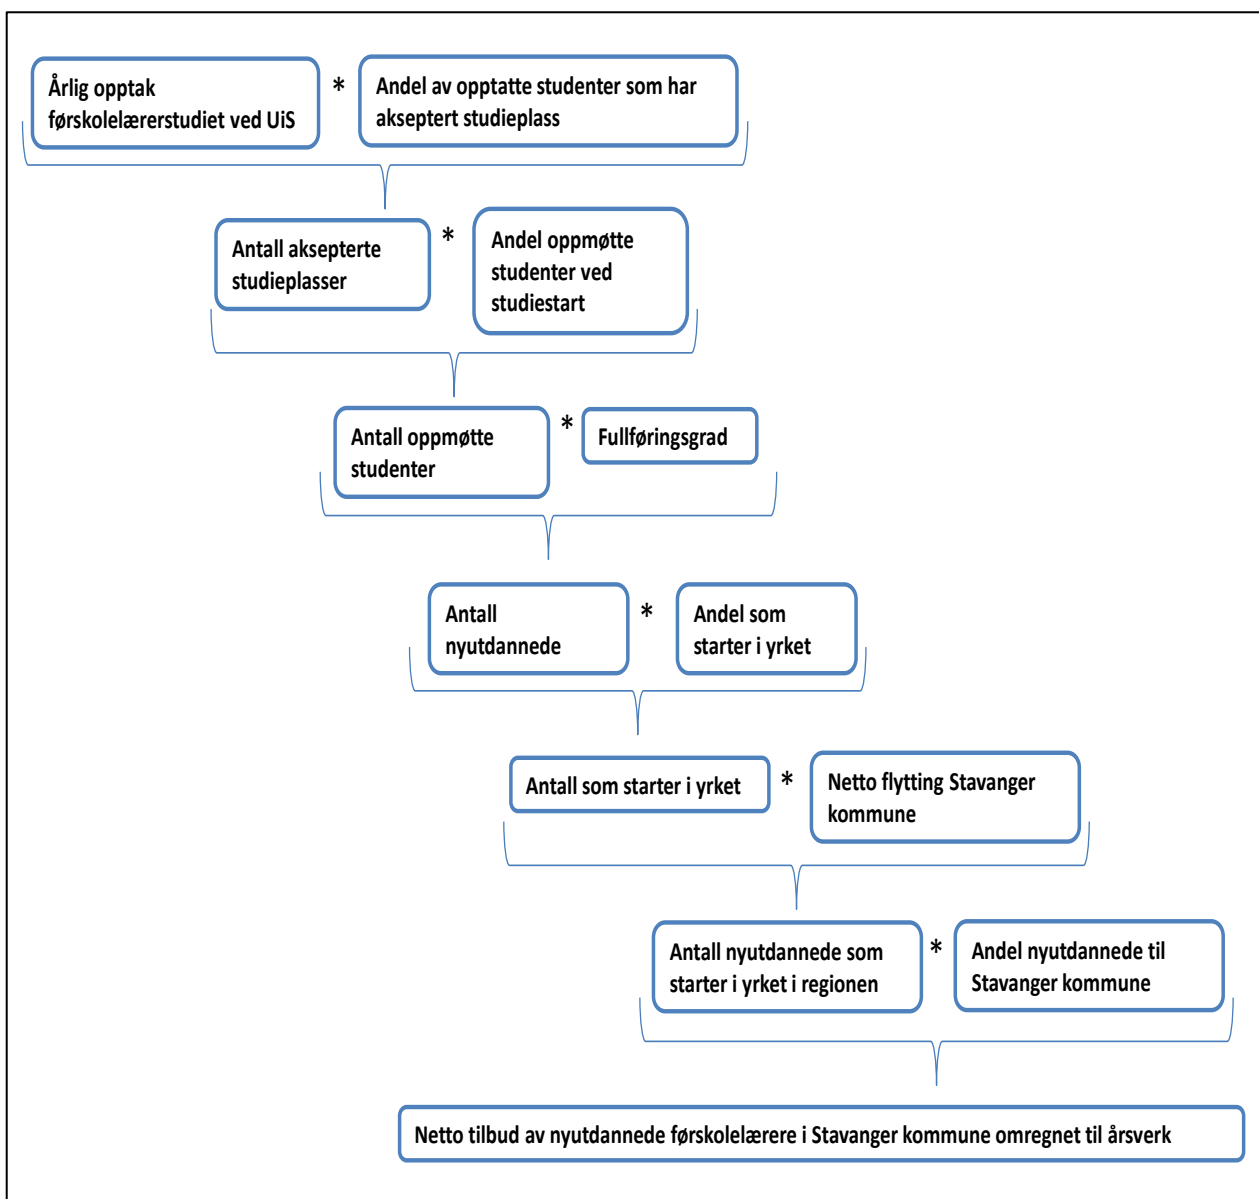 Årlig opptak
førskolelærerstudiet ved UiS
*
Andel av opptatte studenter som har
akseptert studieplass
Antall aksepterte
studieplasser
*
Andel oppmøtte
studenter ved
studiestart
Antall oppmøtte
studenter
*
Fullføringsgrad
Antall
nyutdannede
*
Andel som
starter i yrket
Antall som starter i yrket
*
Netto flytting Stavanger
kommune
Antall nyutdannede som
starter i yrket i regionen
*
Andel nyutdannede til
Stavanger kommune
Netto tilbud av nyutdannede førskolelærere i Stavanger kommune omregnet til årsverk